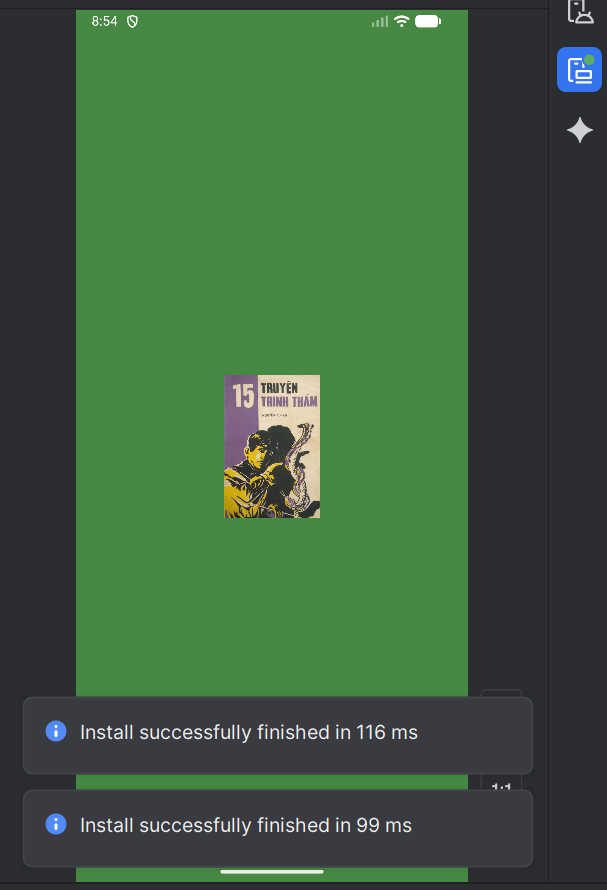 8:54
15
TRUYỆN
TRINH THÁM
Install successfully finished in 116 ms
1:1
Install successfully finished in 99 ms